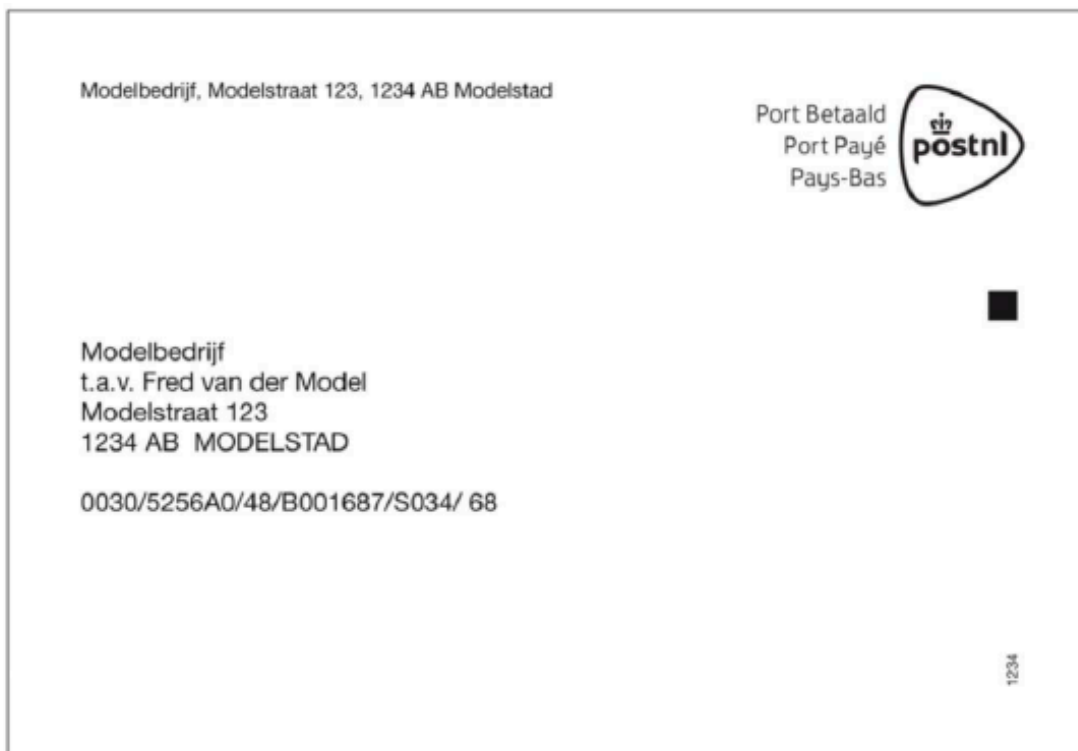 Modelbedrijf, Modelstraat 123, 1234 AB Modelstad
Port Betaald
Port Payé
Pays-Bas
postnl
Modelbedrijf
t.a.v. Fred van der Model
Modelstraat 123
1234 AB  MODELSTAD
0030/5256A0/48/B001687/S034/ 68
1234